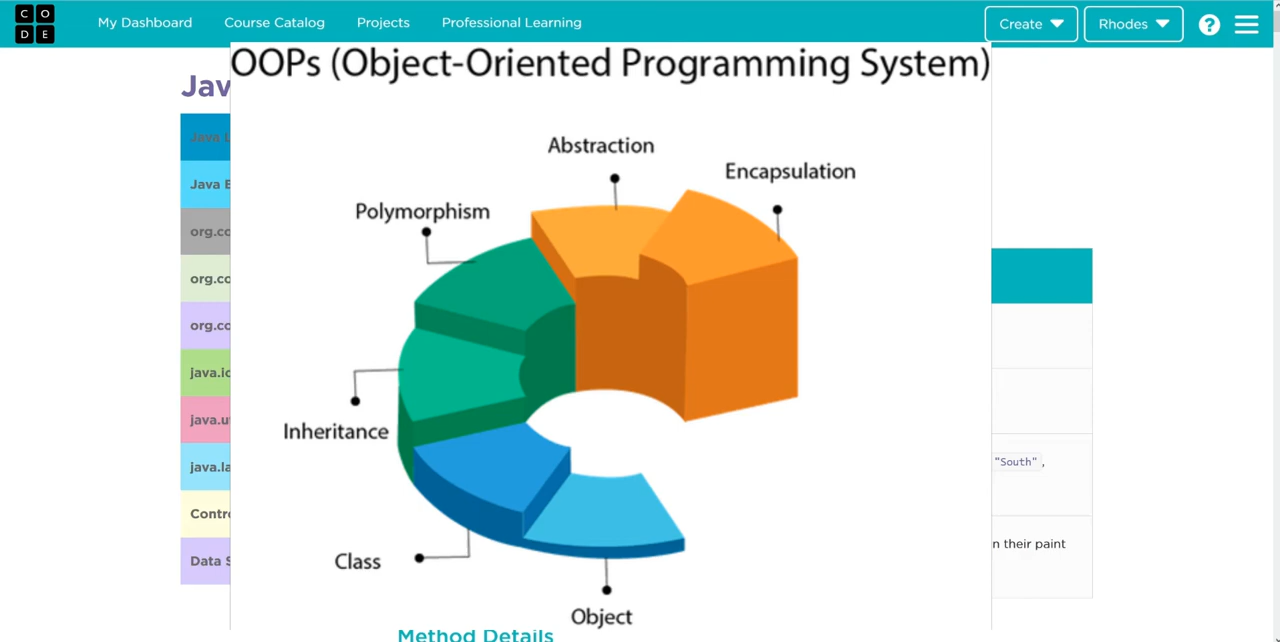 C O
D E
My Dashboard Course Catalog Projects Professional Learning Create Rhodes ?
OOPs (Object-Oriented Programming System)
Jav
Java
Java E
org.co
org.co
org.co
java.io
java.u
java.la
Contr
Data S
Abstraction
Encapsulation
Polymorphism
Inheritance
Class
Object
"South",
n their paint
Method Details